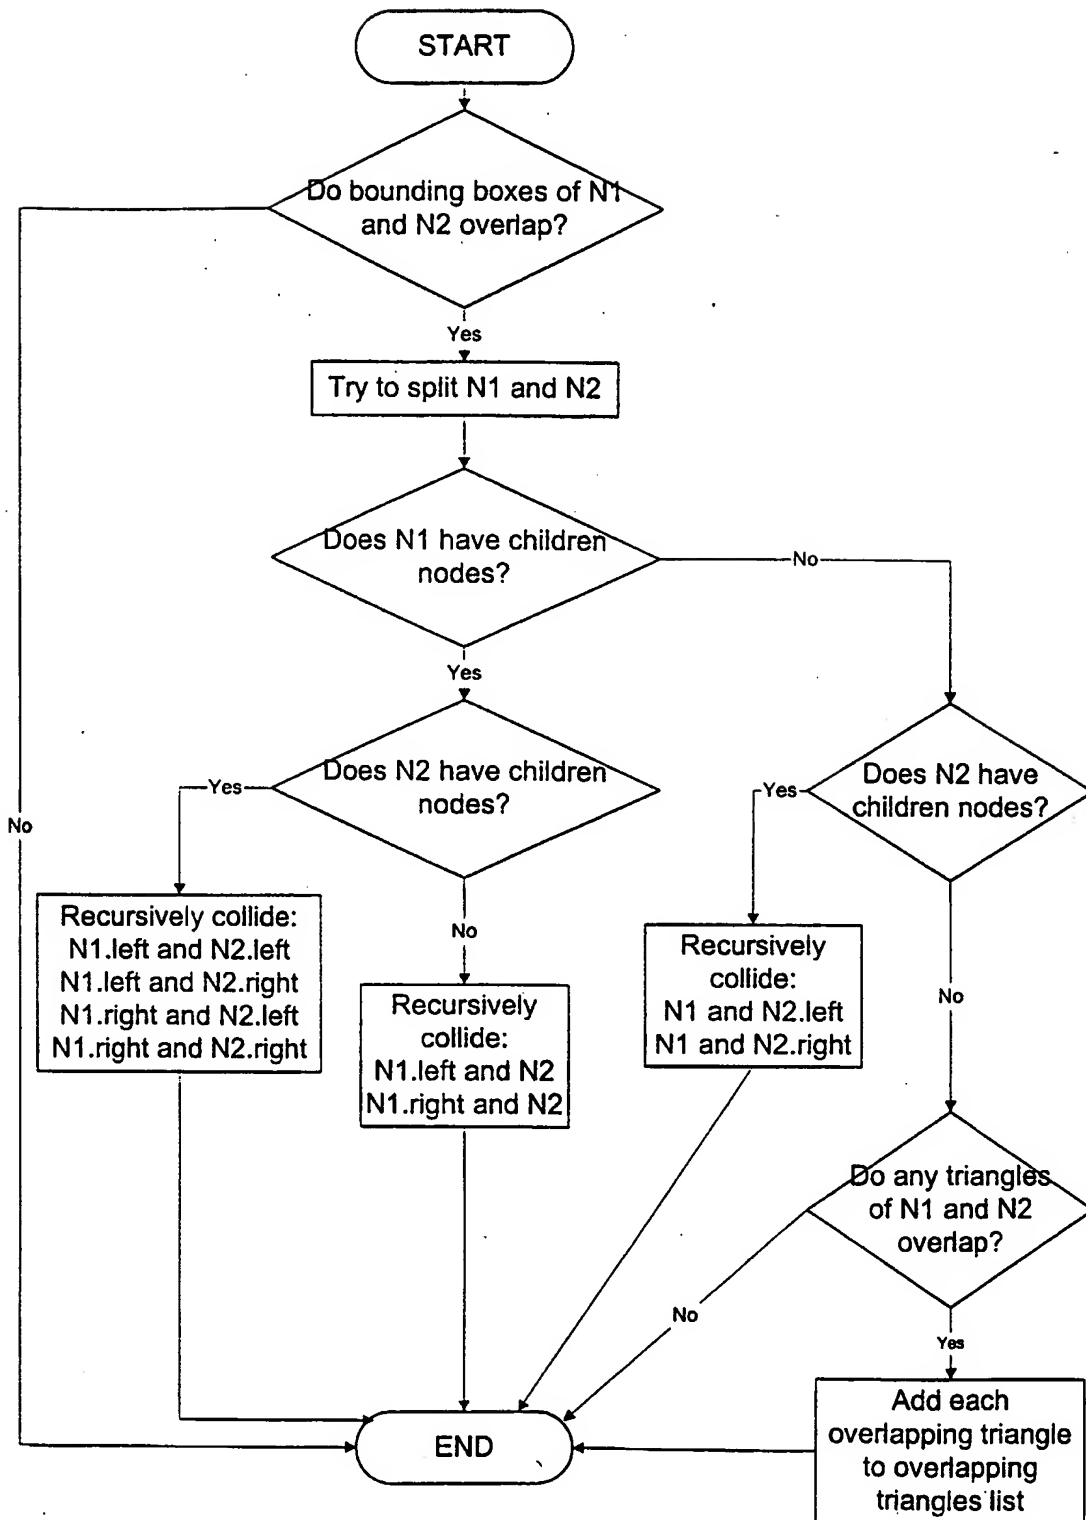 START
Do bounding boxes of N1
and N2 overlap?
Yes
Try to split N1 and N2
Does N1 have children
nodes?
No
Yes
Does N2 have children
nodes?
Yes
Does N2 have
children nodes?
Yes
No
Recursively collide:
N1.left and N2.left
N1.left and N2.right
N1.right and N2.left
N1.right and N2.right
No
Recursively
collide:
N1.left and N2
N1.right and N2
Recursively
collide:
N1 and N2.left
N1 and N2.right
No
Do any triangles
of N1 and N2
overlap?
No
Yes
Add each
overlapping triangle
to overlapping
triangles list
END